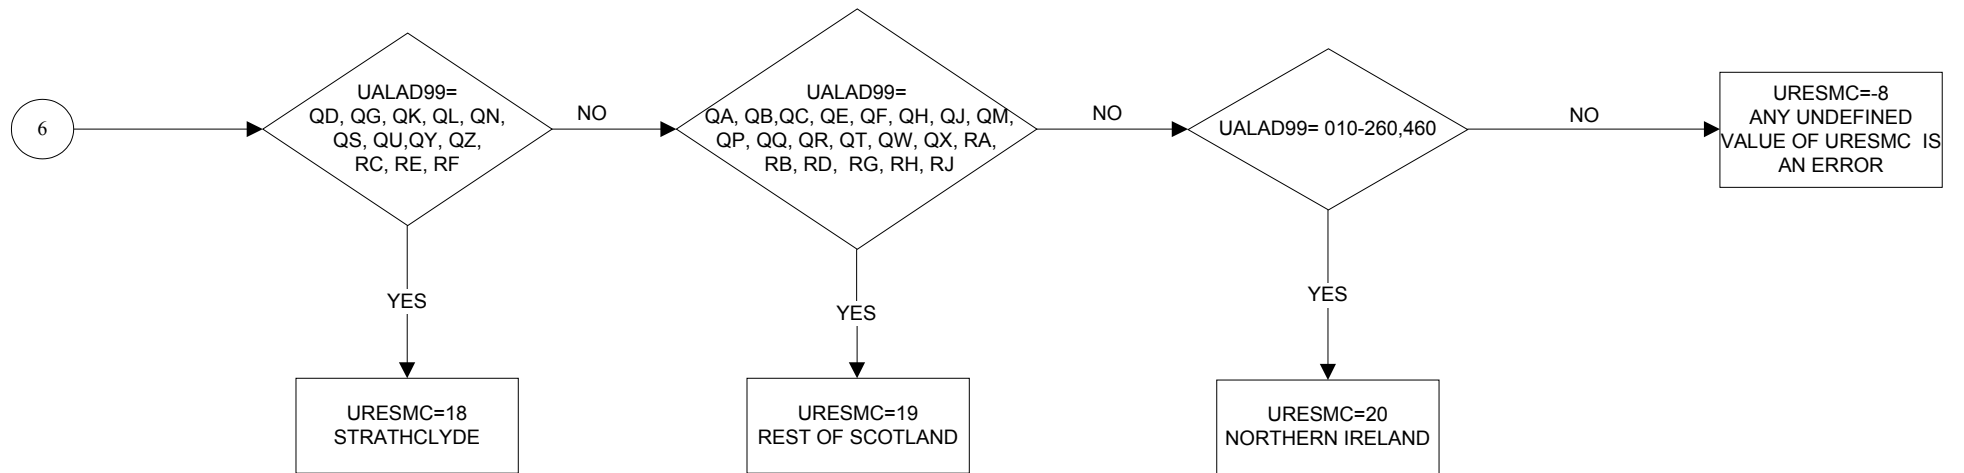 6
UALAD99=
QD, QG, QK, QL, QN,
QS, QU,QY, QZ,
RC, RE, RF
NO
UALAD99=
QA, QB,QC, QE, QF, QH, QJ, QM,
QP, QQ, QR, QT, QW, QX, RA,
RB, RD, RG, RH, RJ
NO
UALAD99= 010-260,460
NO
URESMC=-8
ANY UNDEFINED
VALUE OF URESMC IS
AN ERROR
YES
YES
YES
URESMC=18
STRATHCLYDE
URESMC=19
REST OF SCOTLAND
URESMC=20
NORTHERN IRELAND